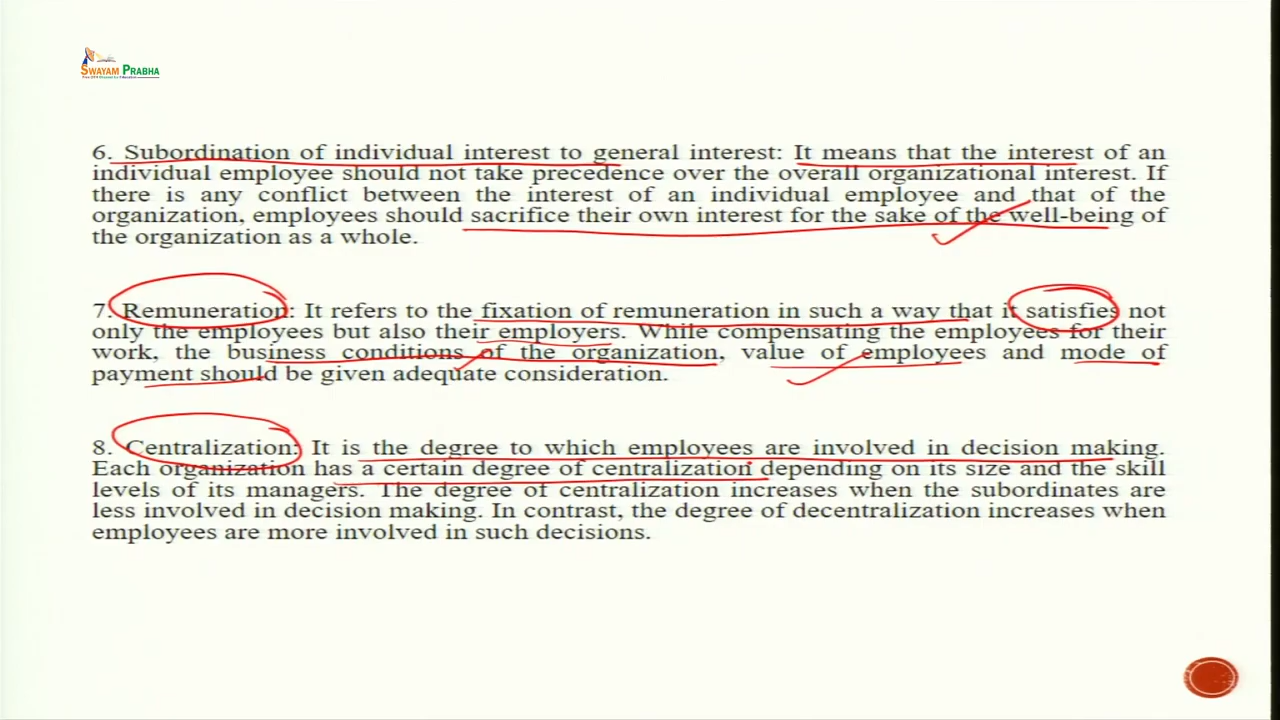 SWAYAM PRABHA
6. Subordination of individual interest to general interest: It means that the interest of an
individual employee should not take precedence over the overall organizational interest. If
there is any conflict between the interest of an individual employee and that of the
organization, employees should sacrifice their own interest for the sake of the well-being of
the organization as a whole.
7. Remuneration: It refers to the fixation of remuneration in such a way that it satisfies not
only the employees but also their employers. While compensating the employees for their
work, the business conditions of the organization, value of employees and mode of
payment should be given adequate consideration.
8. Centralization: It is the degree to which employees are involved in decision making.
Each organization has a certain degree of centralization depending on its size and the skill
levels of its managers. The degree of centralization increases when the subordinates are
less involved in decision making. In contrast, the degree of decentralization increases when
employees are more involved in such decisions.